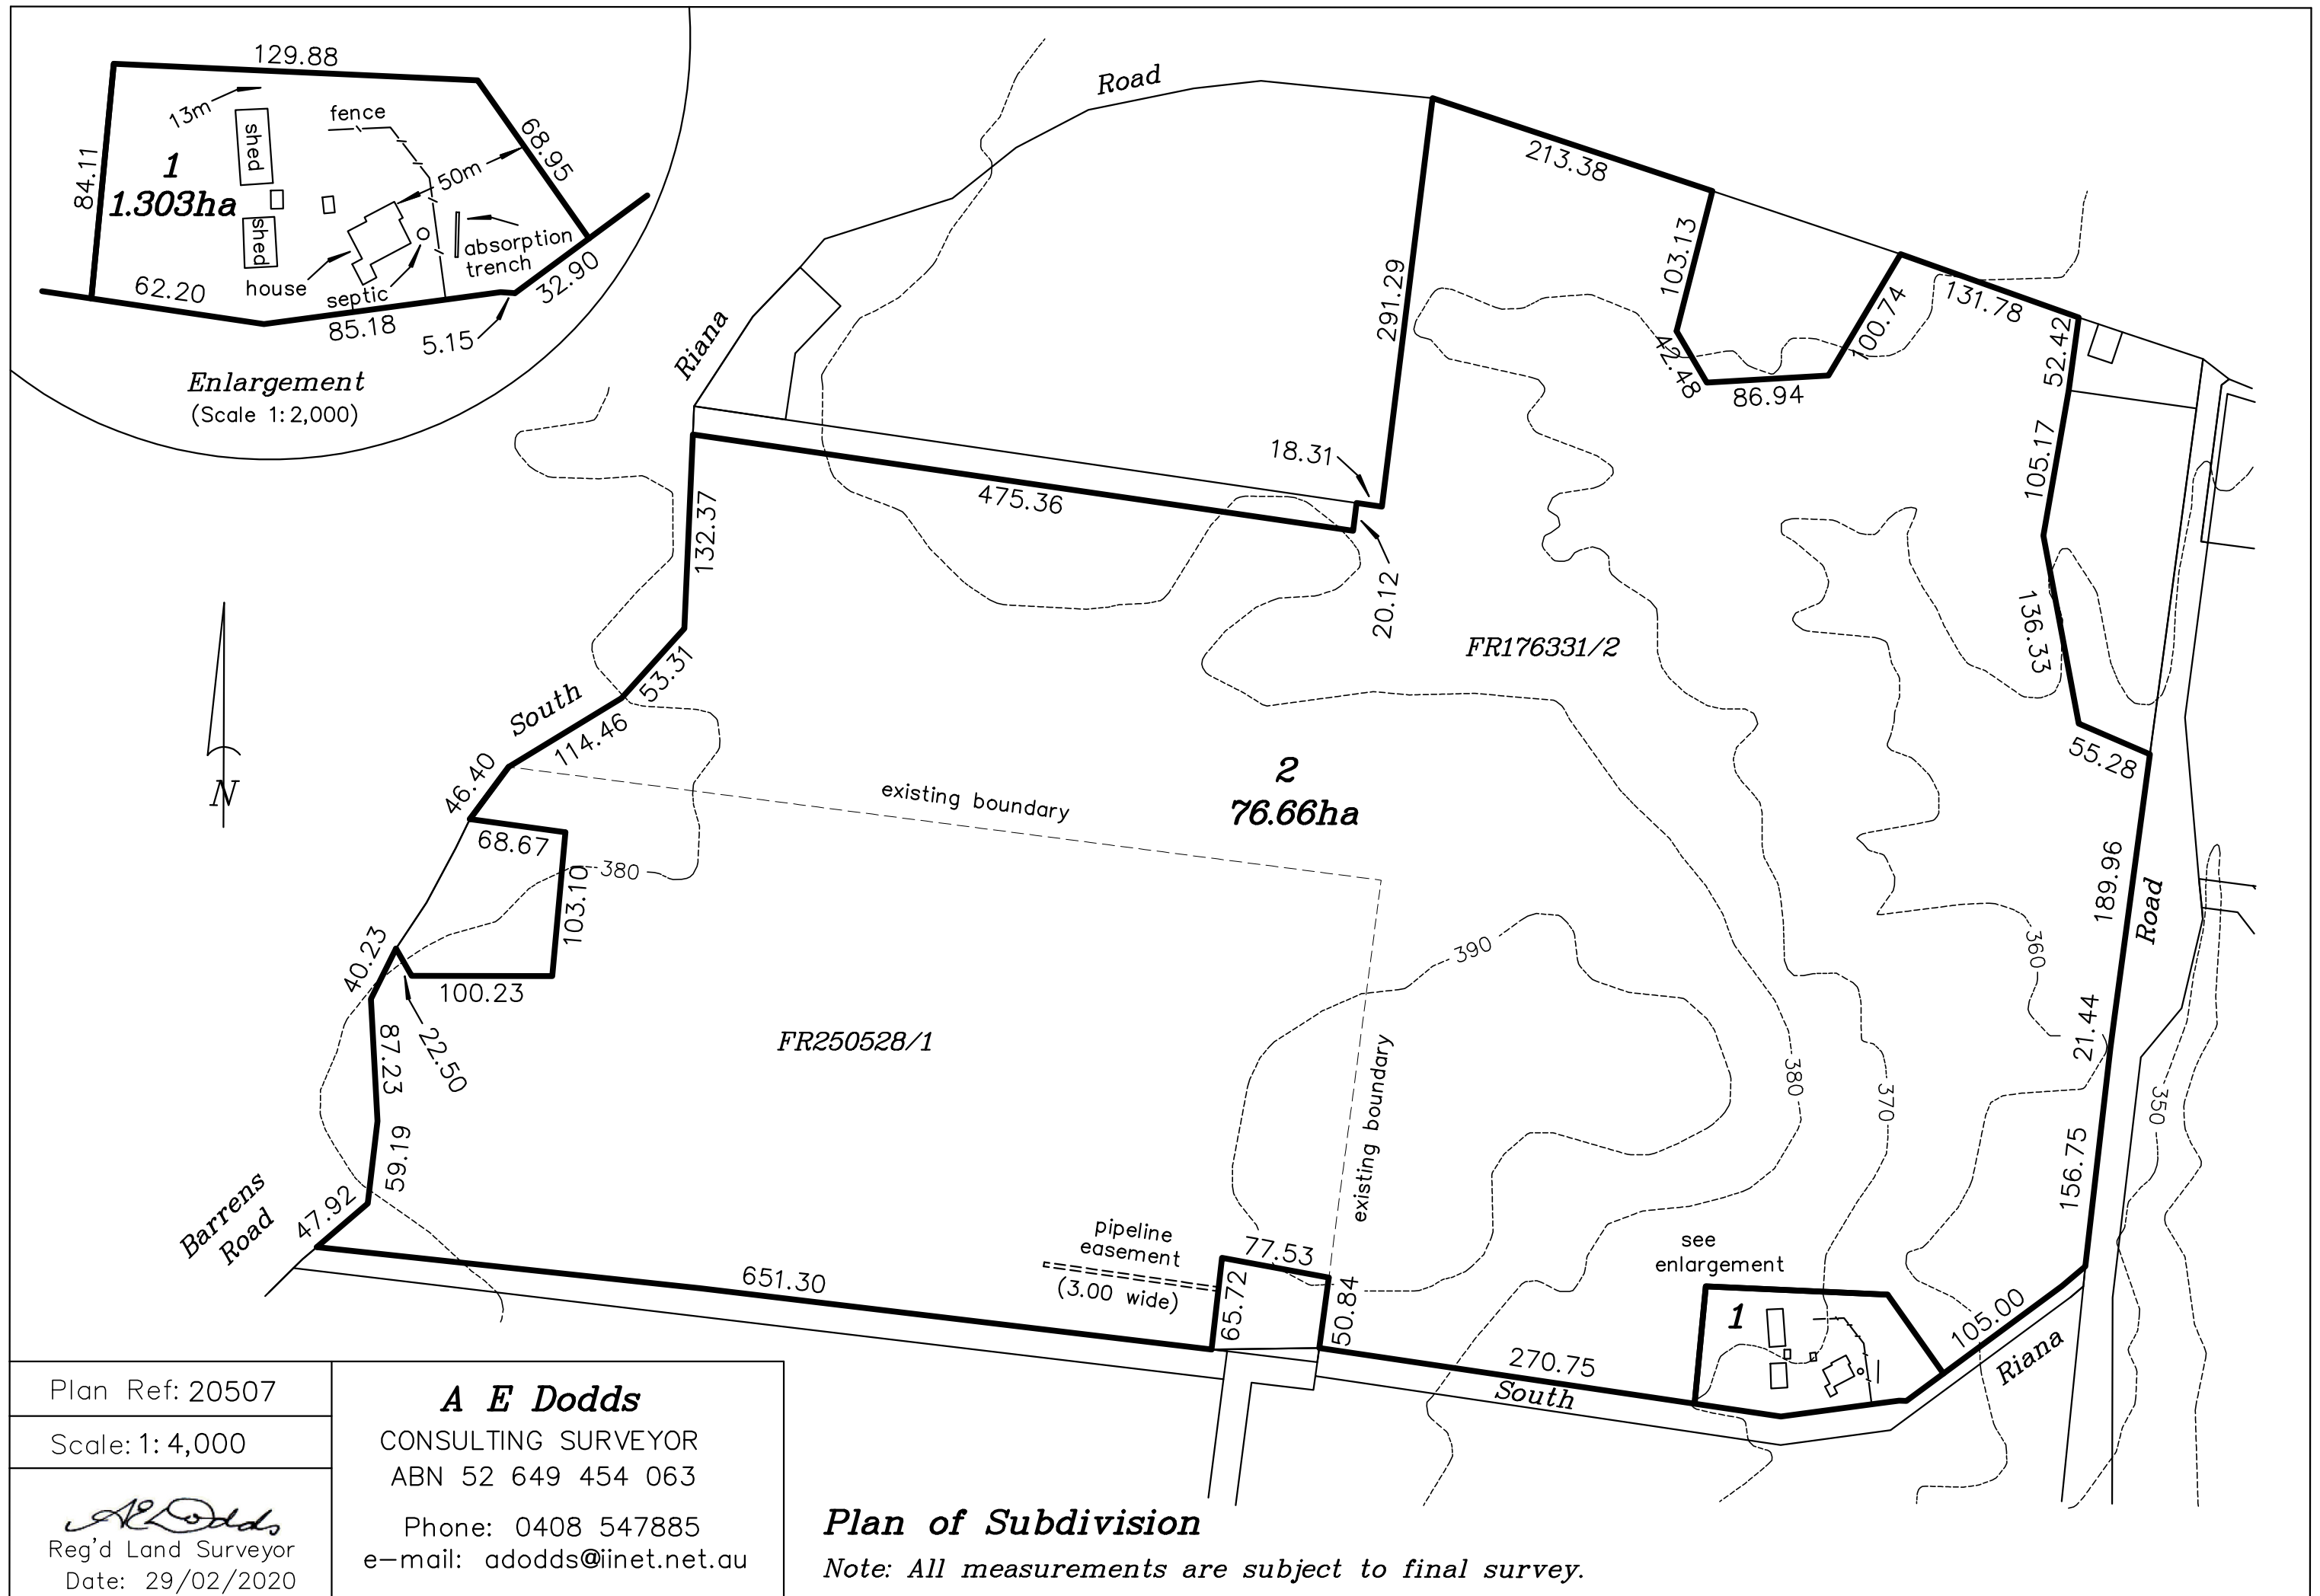 129.88
13m
fence
shed
68.95
84.11
1
1.303ha
50m
shed
absorption
trench
62.20
house
septic
32.90
85.18
5.15
Enlargement
(Scale 1:2,000)
Road
213.38
103.13
291.29
Riana
131.78
100.74
42.48
86.94
52.42
18.31
475.36
105.17
132.37
20.12
FR176331/2
136.33
53.31
South
114.46
46.40
55.28
N
existing boundary
2
76.66ha
68.67
380
103.10
189.96
Road
390
360
40.23
100.23
22.50
87.23
FR250528/1
21.44
existing boundary
380
370
350
59.19
156.75
Barrens
Road
47.92
pipeline
easement
(3.00 wide)
77.53
see
enlargement
651.30
65.72
50.84
1
105.00
270.75
South
Riana
Plan Ref: 20507
Scale: 1:4,000
AE Dodds
Reg'd Land Surveyor
Date: 29/02/2020
A E Dodds
CONSULTING SURVEYOR
ABN 52 649 454 063
Phone: 0408 547885
e-mail: adodds@iinet.net.au
Plan of Subdivision
Note: All measurements are subject to final survey.